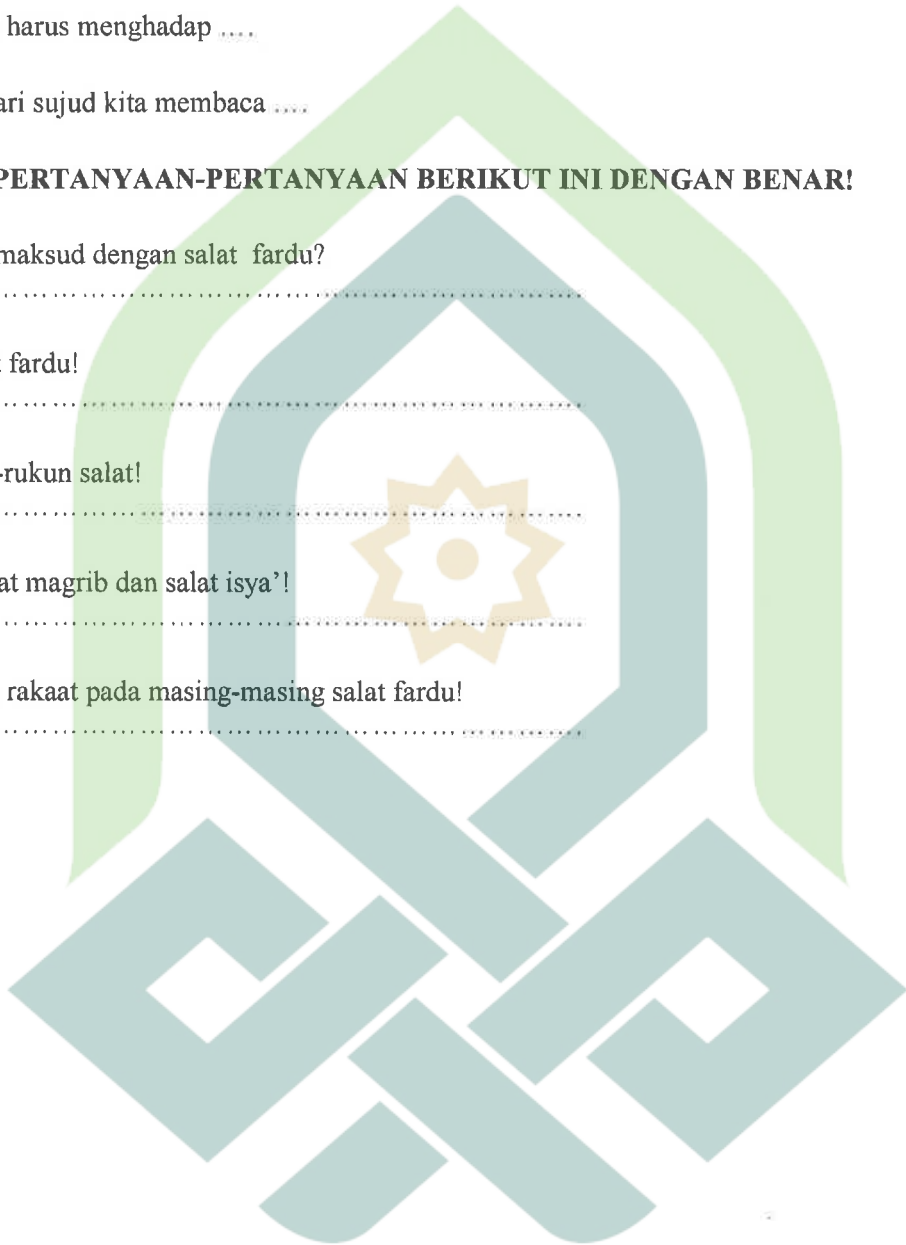 harus menghadap ....
ari sujud kita membaca ....
PERTANYAAN-PERTANYAAN BERIKUT INI DENGAN BENAR!
maksud dengan salat fardu?
................................................................
fardu!
................................................................
-rukun salat!
................................................................
at magrib dan salat isya’!
................................................................
rakaat pada masing-masing salat fardu!
................................................................